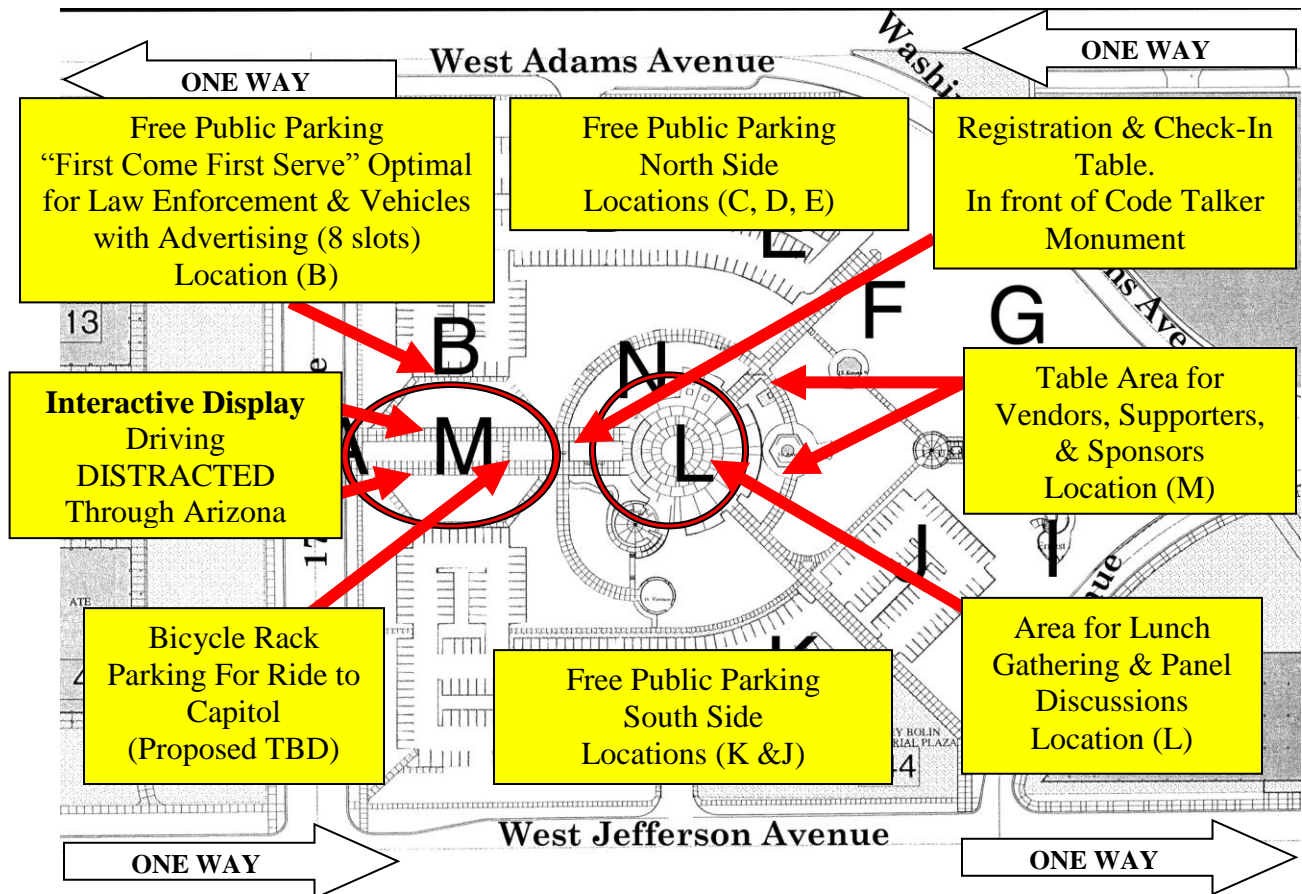 West Adams Avenue
ONE WAY
ONE WAY
Free Public Parking
“First Come First Serve” Optimal
for Law Enforcement & Vehicles
with Advertising (8 slots)
Location (B)
Free Public Parking
North Side
Locations (C, D, E)
Registration & Check-In
Table.
In front of Code Talker
Monument
E
F
G
13
B
N
Interactive Display
Driving
DISTRACTED
Through Arizona
A
M
L
Table Area for
Vendors, Supporters,
& Sponsors
Location (M)
J
I
Bicycle Rack
Parking For Ride to
Capitol
(Proposed TBD)
K
Free Public Parking
South Side
Locations (K &J)
Area for Lunch
Gathering & Panel
Discussions
Location (L)
West Jefferson Avenue
ONE WAY
ONE WAY